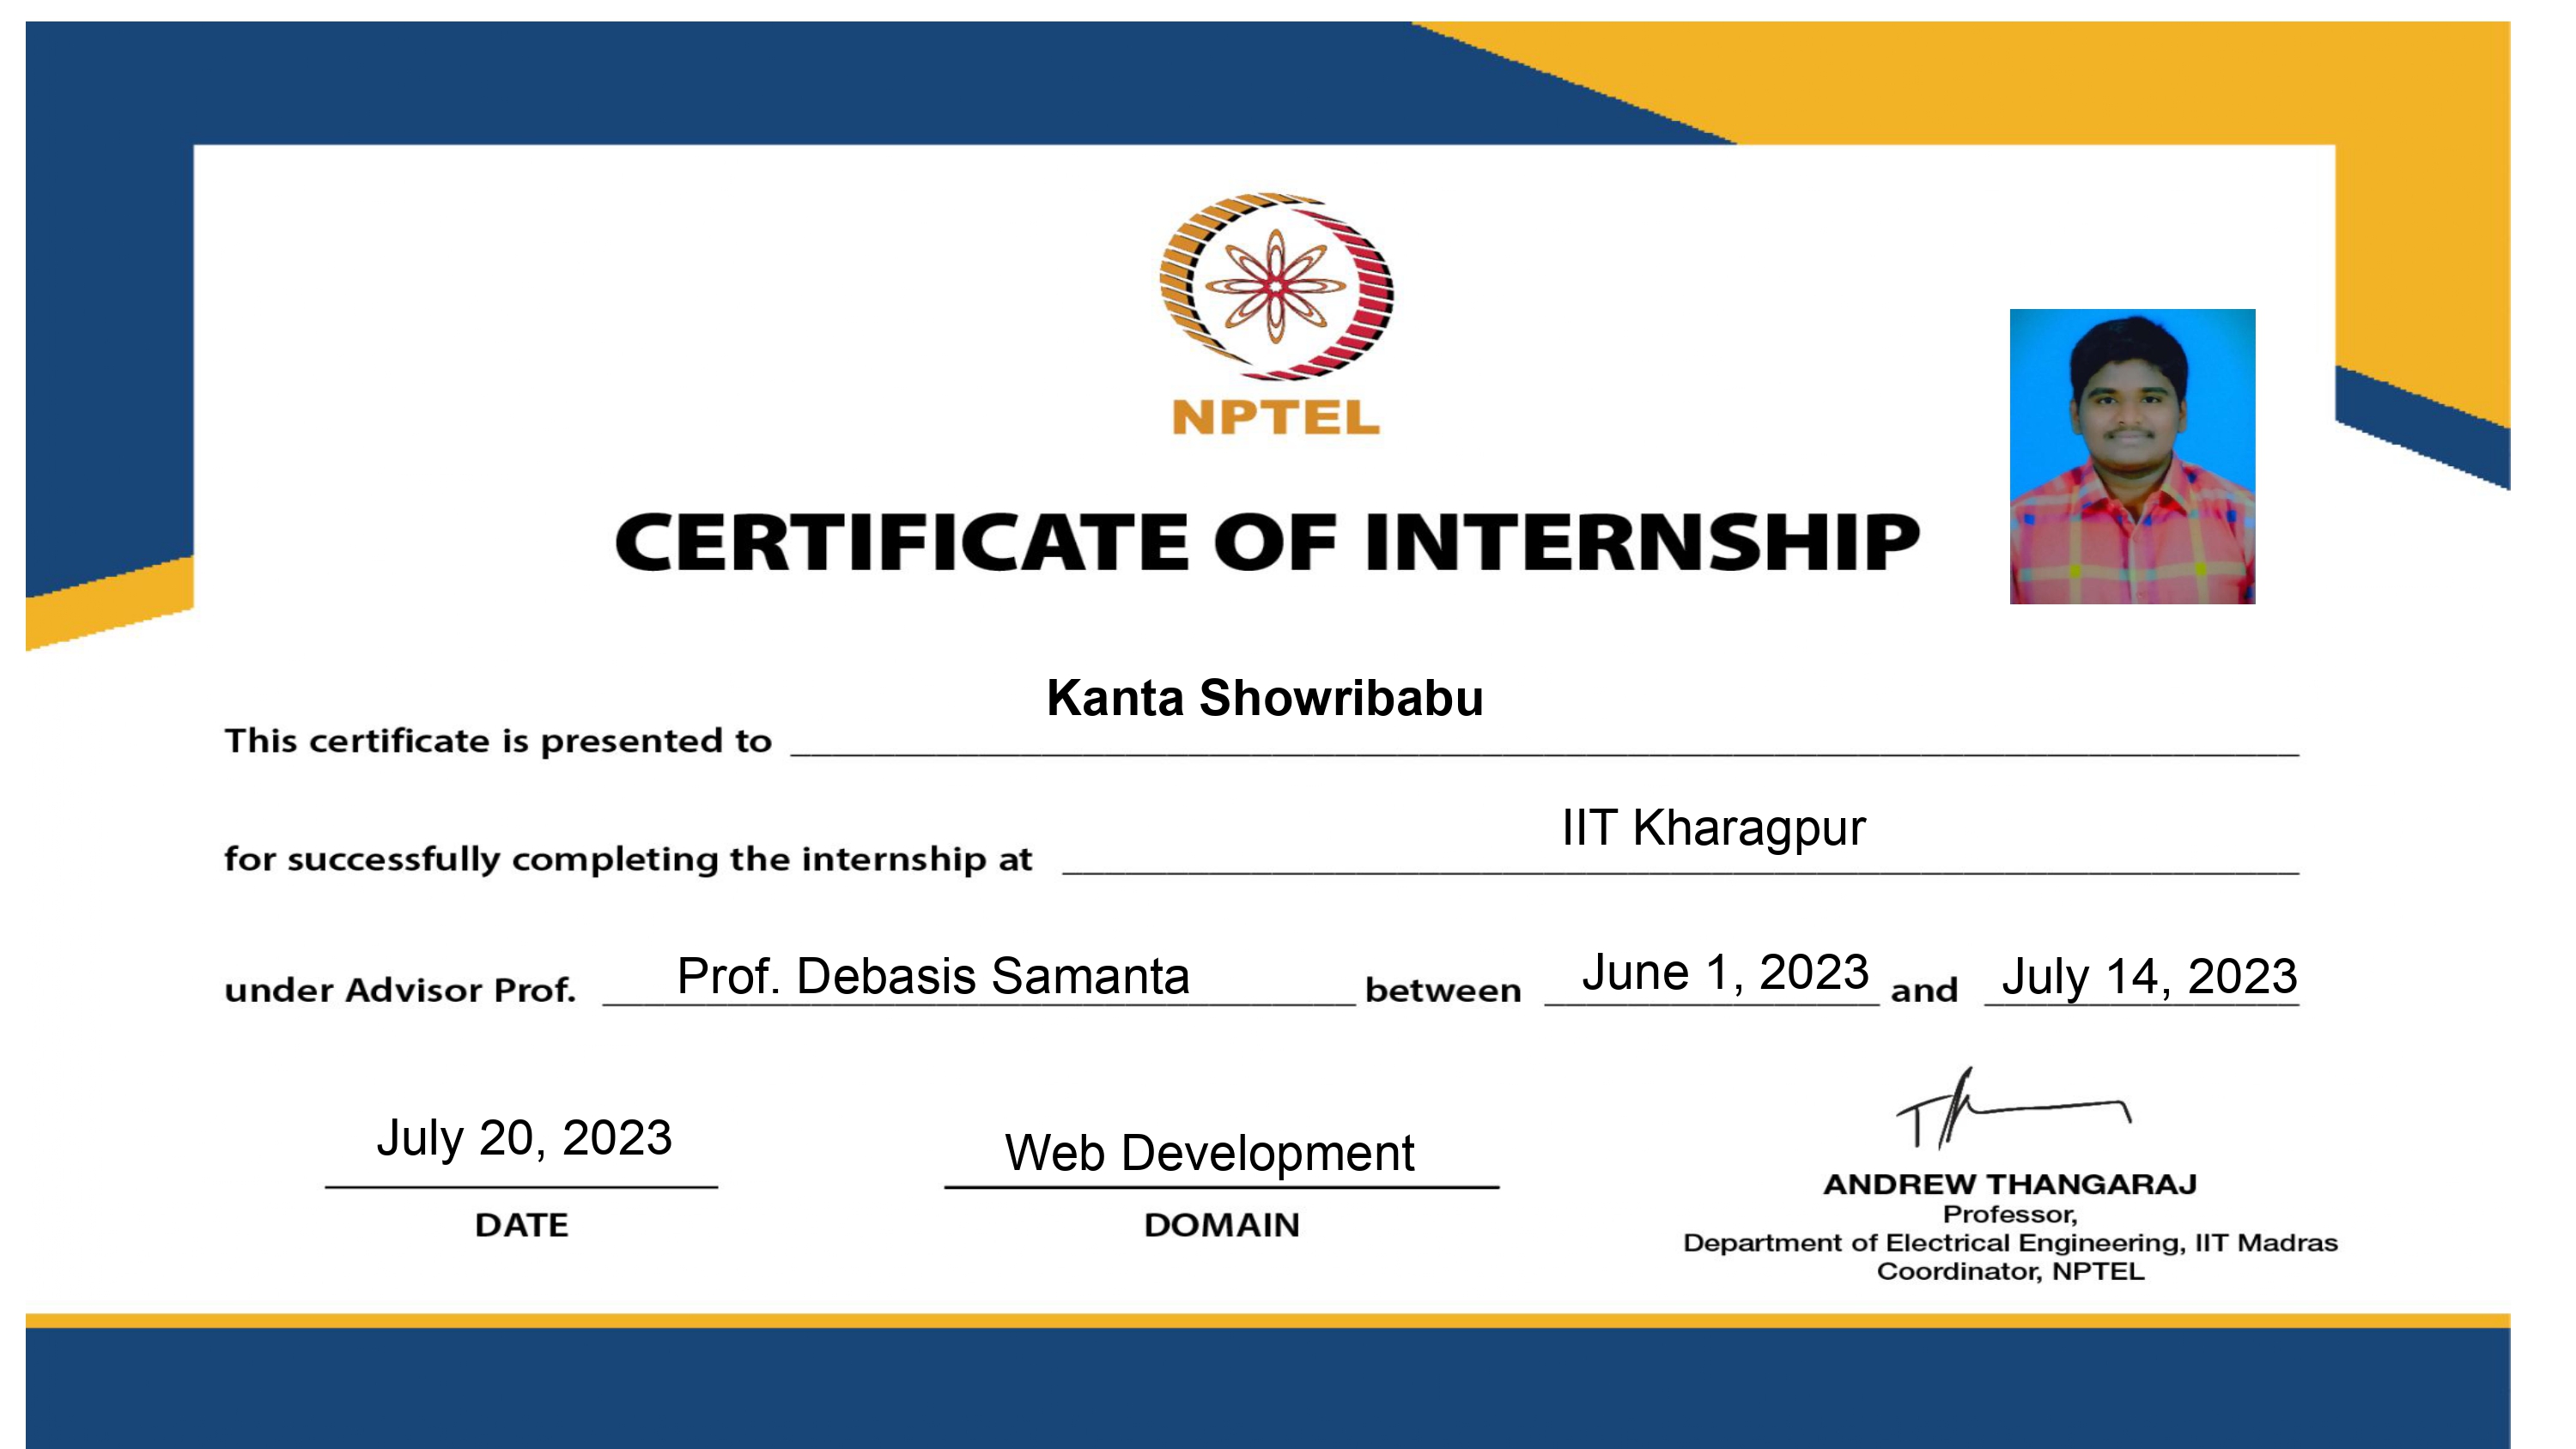 NPTEL
CERTIFICATE OF INTERNSHIP
Kanta Showribabu
This certificate is presented to
IIT Kharagpur
for successfully completing the internship at
under Advisor Prof. Prof. Debasis Samanta between June 1, 2023 and July 14, 2023
July 20, 2023
DATE
Web Development
DOMAIN
ANDREW THANGARAJ
Professor,
Department of Electrical Engineering, IIT Madras
Coordinator, NPTEL